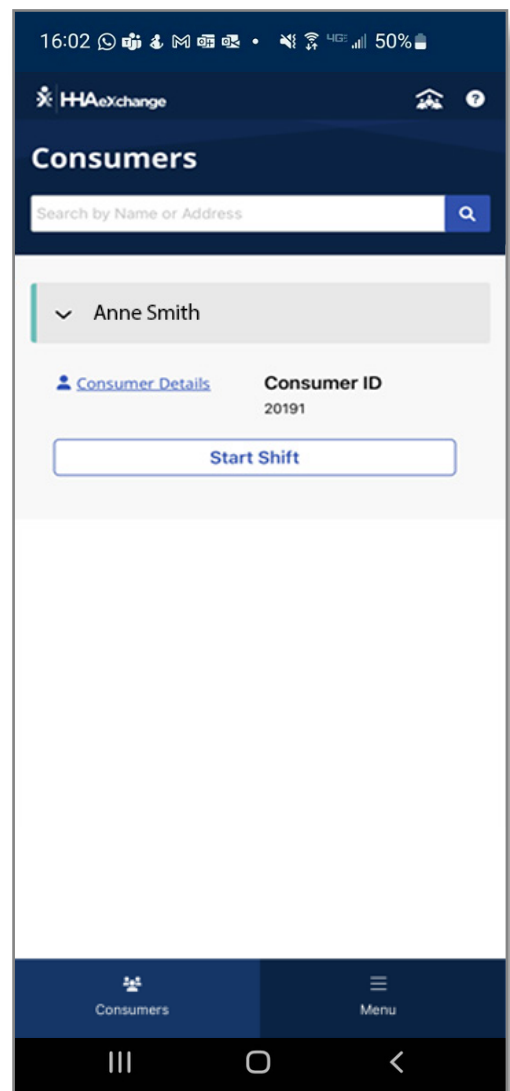 16:02 4GE 50%
HHAeXchange
Consumers
Search by Name or Address
Anne Smith
Consumer Details
Consumer ID
20191
Start Shift
Consumers
Menu